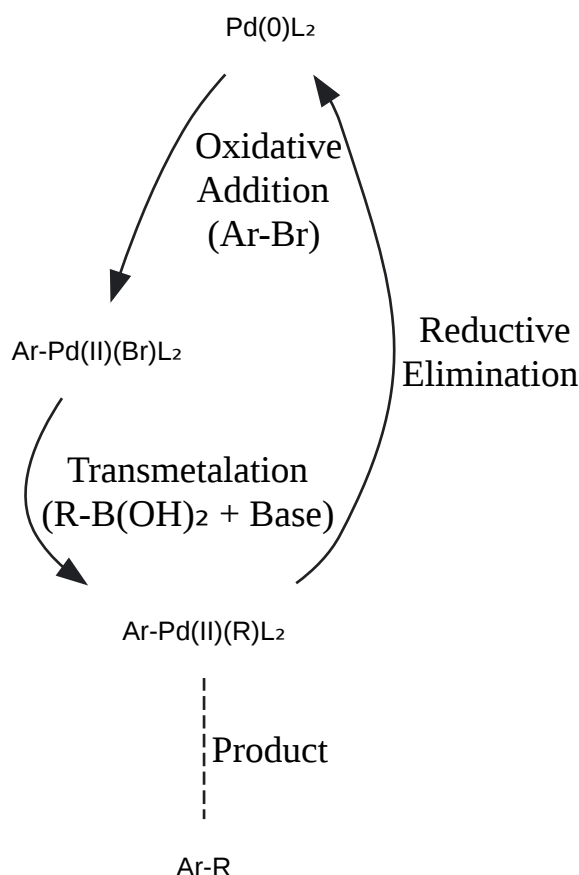 Pd(0)L₂
Oxidative
Addition
(Ar-Br)
Ar-Pd(II)(Br)L₂
Reductive
Elimination
Transmetalation
(R-B(OH)₂ + Base)
Ar-Pd(II)(R)L₂
Product
Ar-R